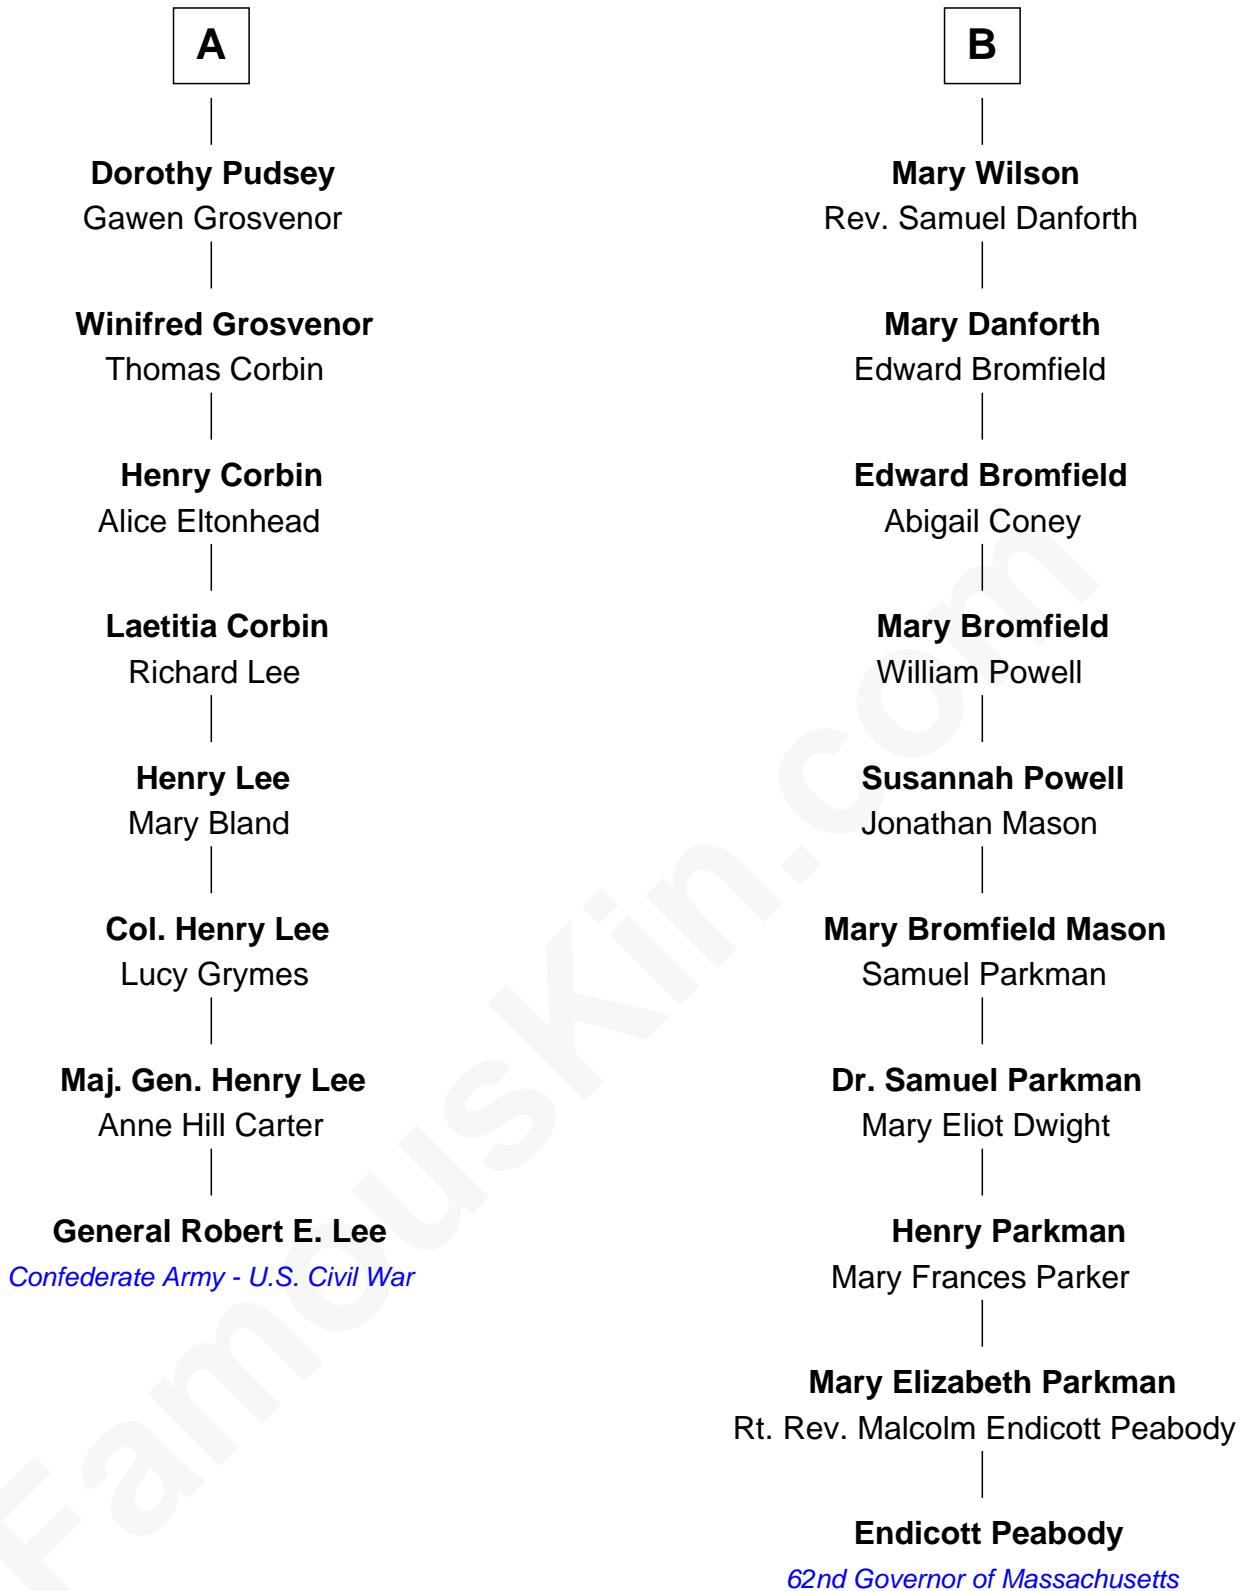 A
Dorothy Pudsey
Gawen Grosvenor
Winifred Grosvenor
Thomas Corbin
Henry Corbin
Alice Eltonhead
Laetitia Corbin
Richard Lee
Henry Lee
Mary Bland
Col. Henry Lee
Lucy Grymes
Maj. Gen. Henry Lee
Anne Hill Carter
General Robert E. Lee
Confederate Army - U.S. Civil War
B
Mary Wilson
Rev. Samuel Danforth
Mary Danforth
Edward Bromfield
Edward Bromfield
Abigail Coney
Mary Bromfield
William Powell
Susannah Powell
Jonathan Mason
Mary Bromfield Mason
Samuel Parkman
Dr. Samuel Parkman
Mary Eliot Dwight
Henry Parkman
Mary Frances Parker
Mary Elizabeth Parkman
Rt. Rev. Malcolm Endicott Peabody
Endicott Peabody
62nd Governor of Massachusetts
FamousKin.com